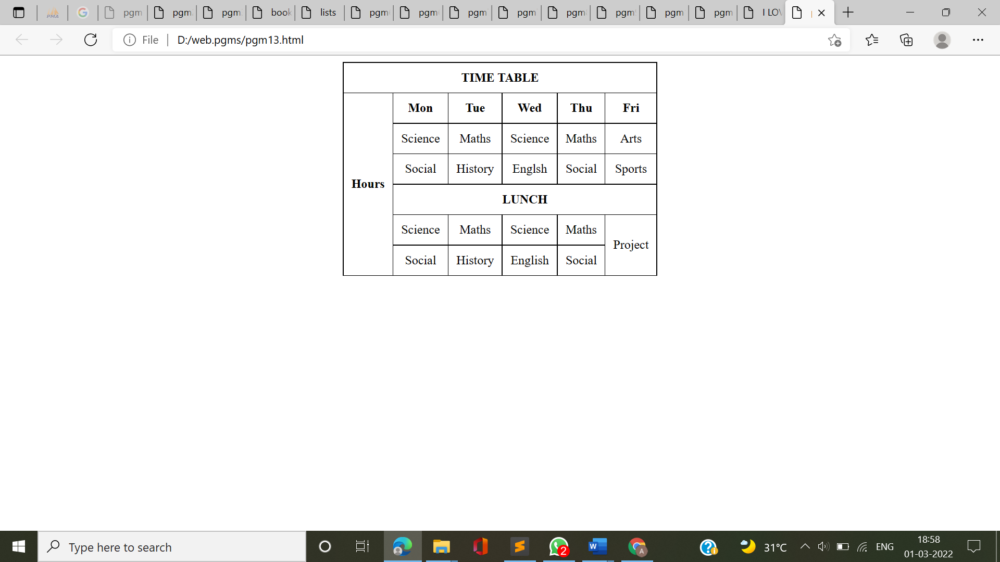 PMA pgm pgm pgm book lists pgm pgm pgm pgm pgm pgm pgm pgm I LOV
File D:/web.pgms/pgm13.html
TIME TABLE
Hours
Mon Tue Wed Thu Fri
Science Maths Science Maths Arts
Social History Englsh Social Sports
LUNCH
Science Maths Science Maths Project
Social History English Social
Type here to search
W
2
A
31°C
ENG
18:58
01-03-2022